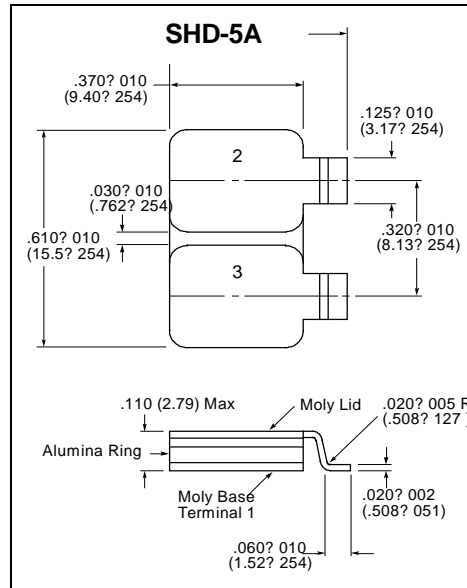 SHD-5A
.370? 010
(9.40? 254)
.125? 010
(3.17? 254)
2
.030? 010
(.762? 254)
.320? 010
(8.13? 254)
.610? 010
(15.5? 254)
3
.110 (2.79) Max
Moly Lid
.020? 005 R
(.508? 127 )
Alumina Ring
Moly Base
Terminal 1
.020? 002
(.508? 051)
.060? 010
(1.52? 254)